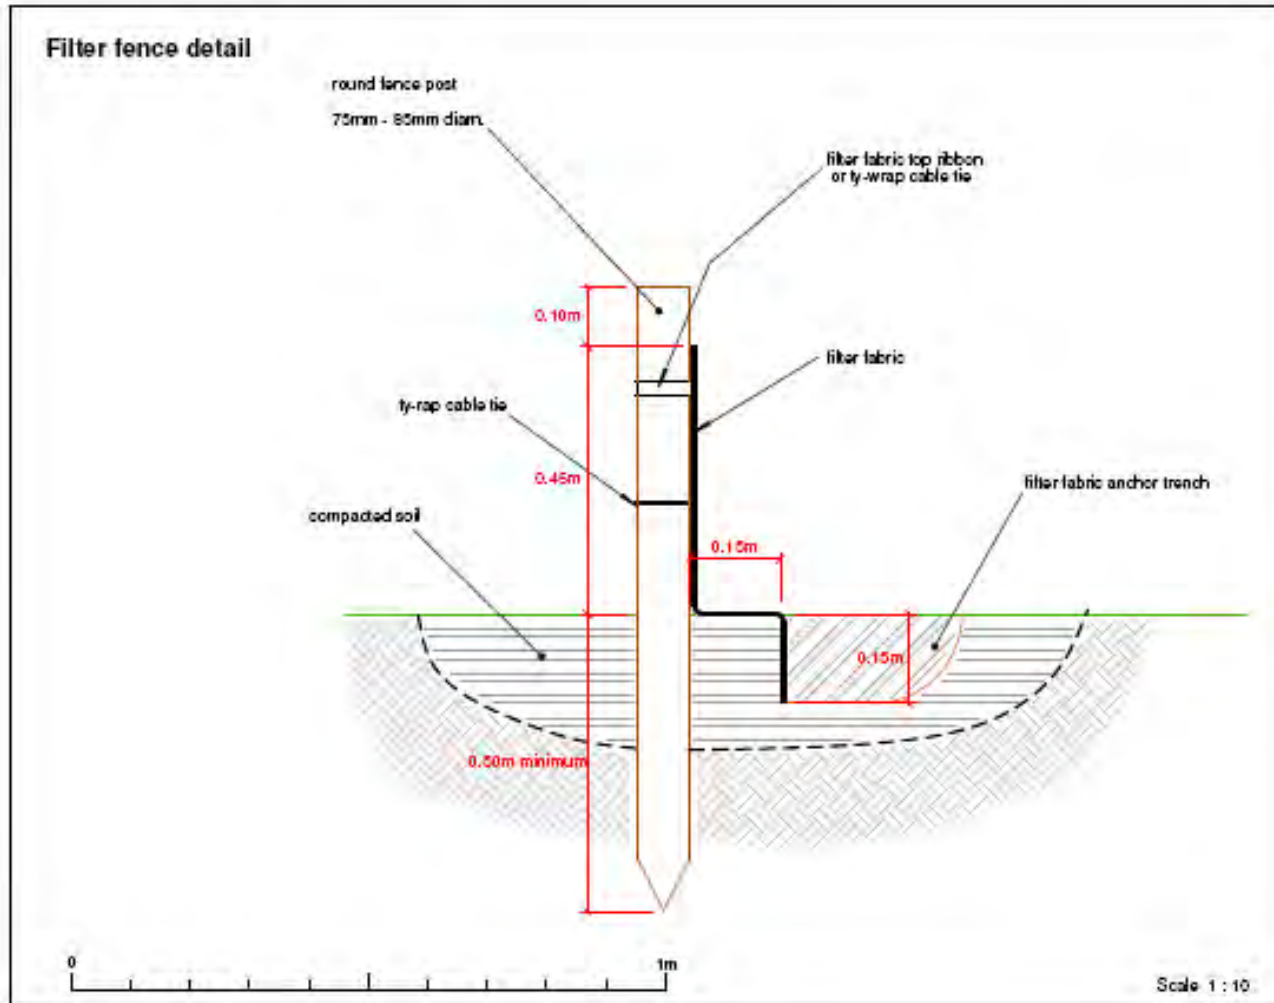 Filter fence detail
round fence post
75mm - 85mm diam.
filter fabric top ribbon
or ty-wrap cable tie
0.10m
filter fabric
ty-rap cable tie
0.45m
filter fabric anchor trench
compacted soil
0.15m
0.15m
0.50m minimum
0
1m
Scale 1 : 10